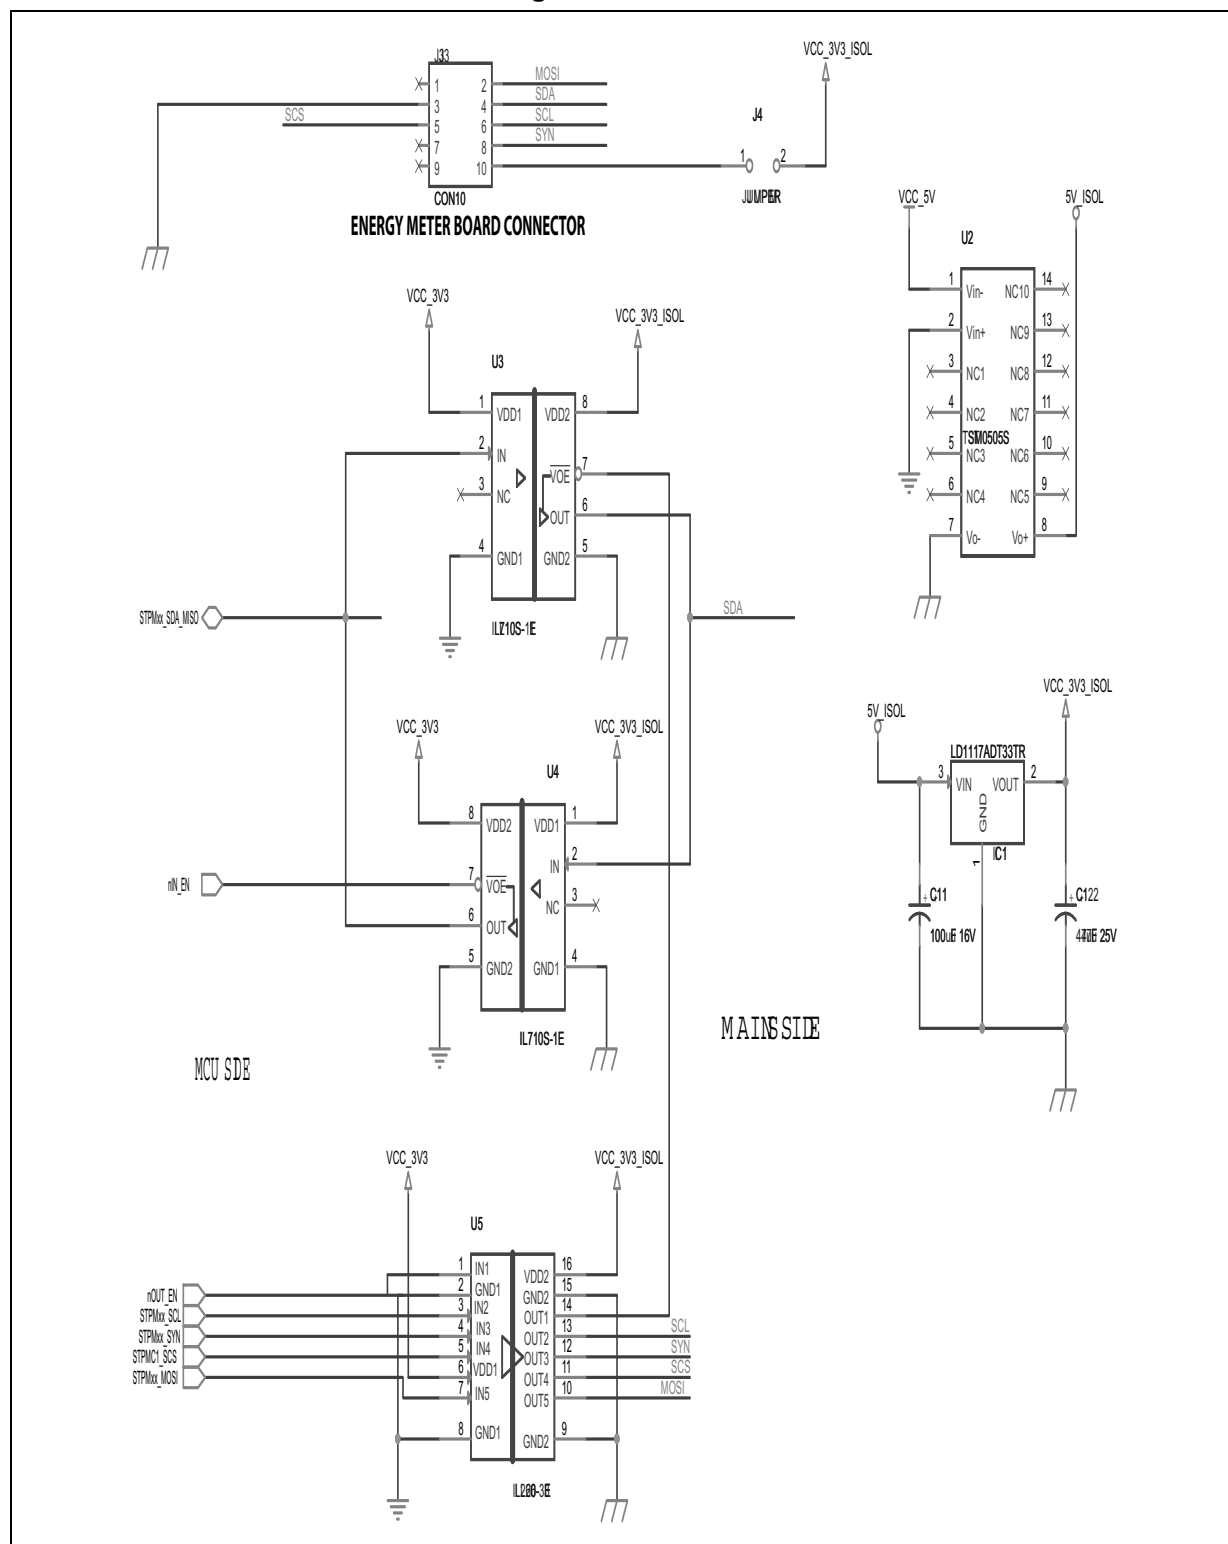 MOSI
SDA
SCS
SCL
SYN
1 2
3 4
5 6
7 8
9 10
CON10
ENERGY METER BOARD CONNECTOR
VCC_3V3_ISOL
J4
1 2
JUMPER
VCC_5V
5V_ISOL
U2
1 Vin- NC10 14
2 Vin+ NC9 13
3 NC1 NC8 12
4 NC2 NC7 11
TSM0505S
5 NC3 NC6 10
6 NC4 NC5 9
7 Vo- Vo+ 8
VCC_3V3
VCC_3V3_ISOL
U3
1 VDD1 VDD2 8
2 IN VOE 7
3 NC OUT 6
4 GND1 GND2 5
IL710S-1E
STPMxx_SDA_MISO
SDA
VCC_3V3
VCC_3V3_ISOL
U4
8 VDD2 VDD1 1
7 VOE IN 2
6 OUT NC 3
5 GND2 GND1 4
IL710S-1E
nIN_EN
MCU SIDE
MAINS SIDE
5V_ISOL
VCC_3V3_ISOL
LD1117ADT33TR
3 VIN VOUT 2
GND
1
IC1
+ C11
100uF 16V
+
25V
VCC_3V3
VCC_3V3_ISOL
U5
1 IN1 VDD2 16
2 GND1 GND2 15
3 IN2 OUT1 14
4 IN3 OUT2 13
5 IN4 OUT3 12
6 VDD1 OUT4 11
7 IN5 OUT5 10
8 GND1 GND2 9
nOUT_EN
STPMxx_SCL
STPMxx_SYN
STPMC1_SCS
STPMxx_MOSI
SCL
SYN
SCS
MOSI